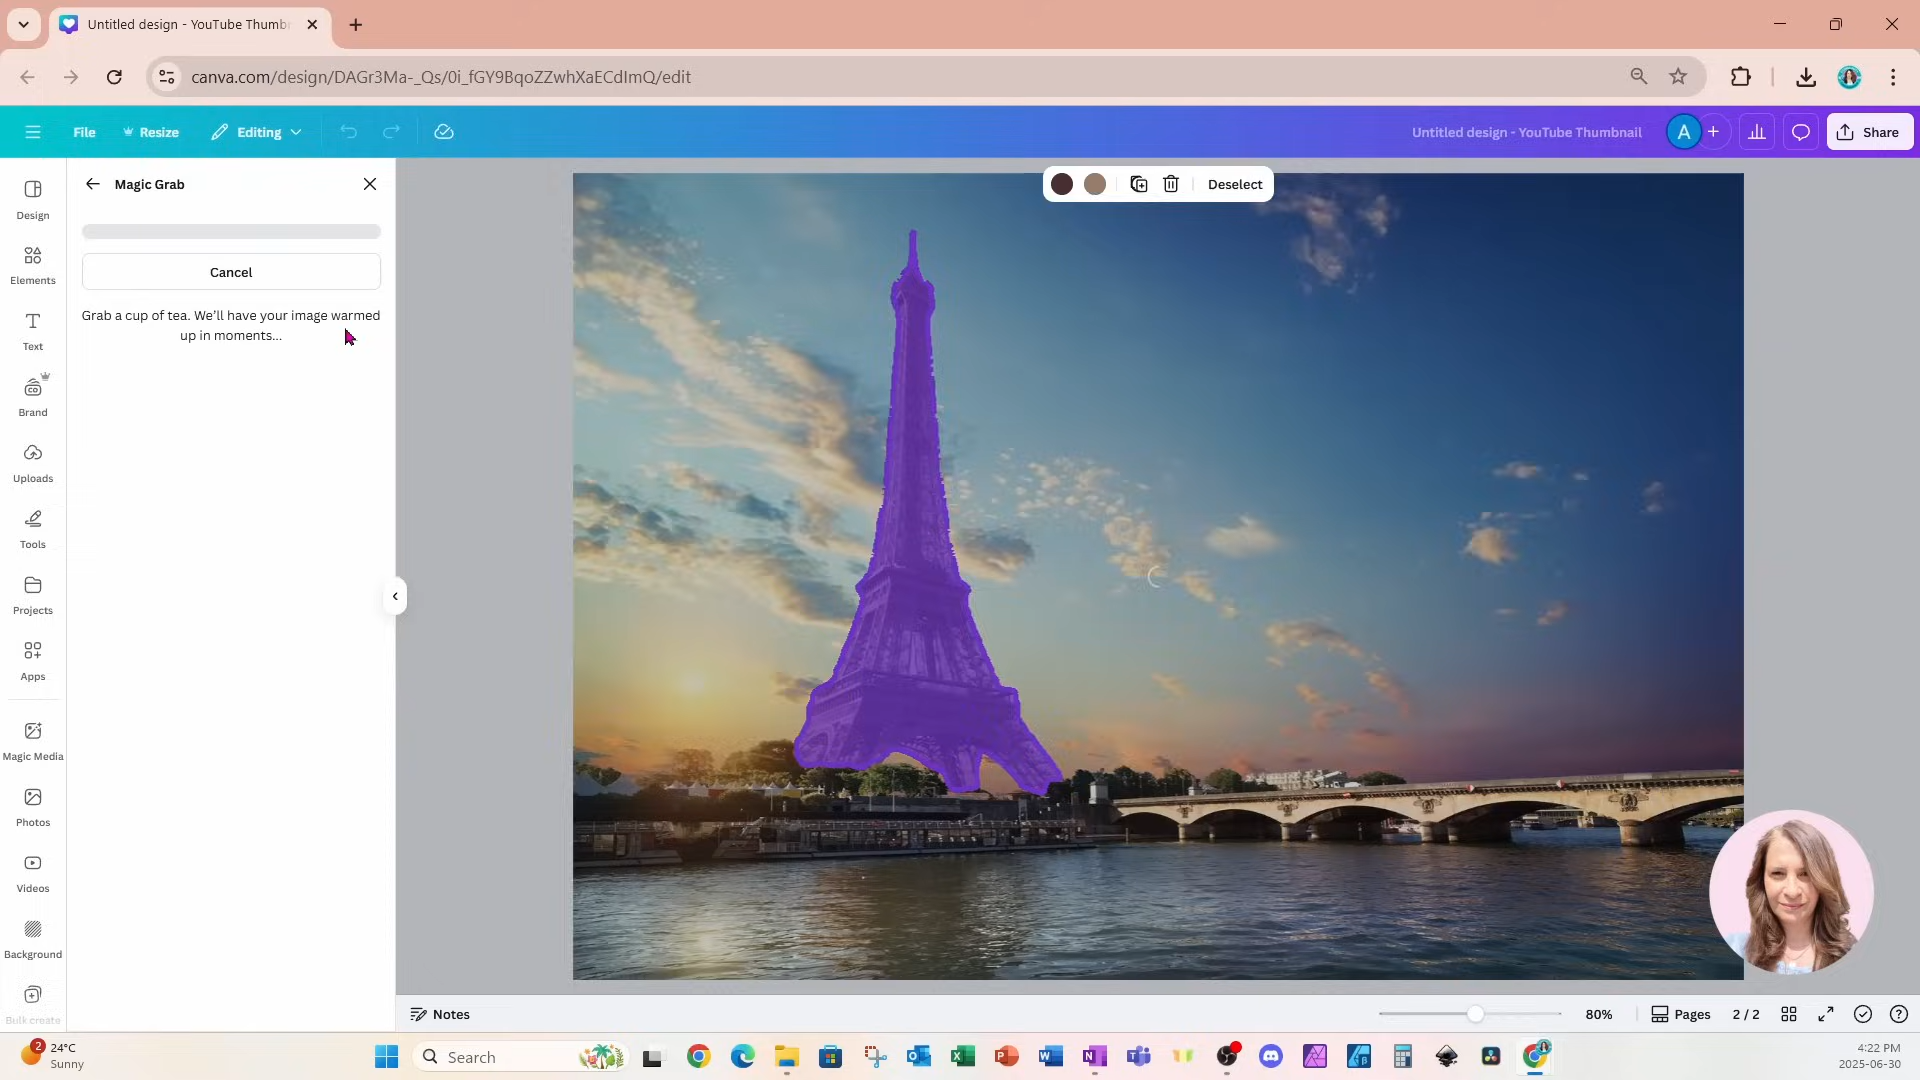 Untitled design - YouTube Thumbn
canva.com/design/DAGr3Ma-_Qs/0i_fGY9BqoZZwhXaECdImQ/edit
File
Resize
Editing
Untitled design - YouTube Thumbnail
A
Share
Magic Grab
Deselect
Design
Cancel
Elements
Grab a cup of tea. We'll have your image warmed
up in moments...
Text
Brand
Uploads
Tools
Projects
Apps
Magic Media
Photos
Videos
Background
Bulk create
Notes
80%
Pages
2 / 2
2
24°C
Sunny
Search
4:22 PM
2025-06-30